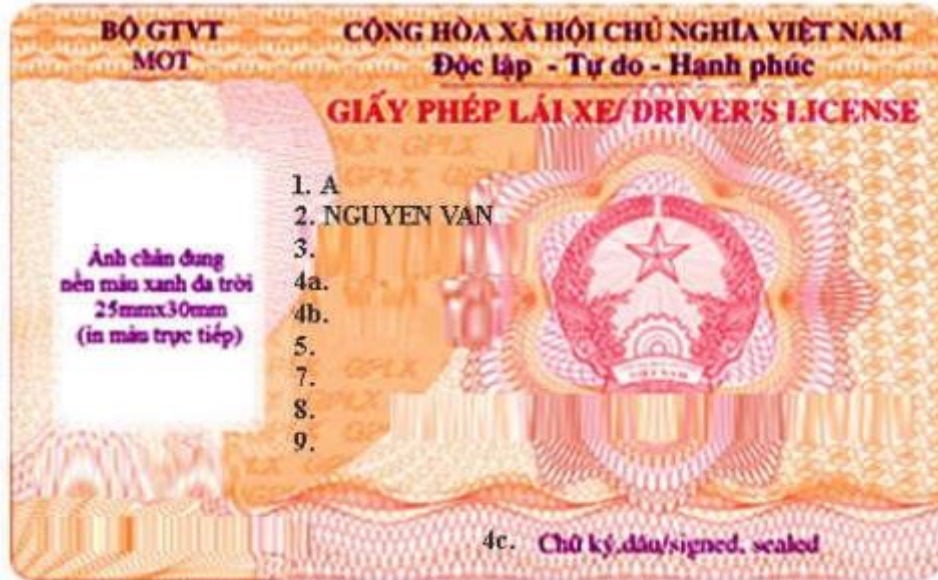 BỘ GTVT
MOT
CỘNG HÒA XÃ HỘI CHỦ NGHĨA VIỆT NAM
Độc lập - Tự do - Hạnh phúc
GIẤY PHÉP LÁI XE/ DRIVER'S LICENSE
Ảnh chân dung
nền màu xanh da trời
25mmx30mm
(in màu trực tiếp)
1. A
2. NGUYEN VAN
3.
4a.
4b.
5.
7.
8.
9.
VIỆT NAM
4c. Chữ ký,dấu/signed, sealed